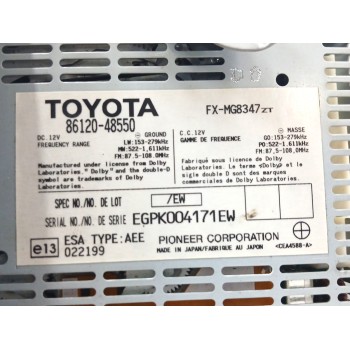 TOYOTA FX-MG8347ZT
86120-48550
DC.12V ⊖ GROUND
FREQUENCY RANGE LW:153-279kHz
MW:522-1,611kHz
FM:87.5-108.0MHz
C.C.12V ⊖ MASSE
GAMME DE FREQUENCE GO:153-279kHz
PO:522-1,611kHz
FM:87.5-108.0MHz
Manufactured under license from Dolby
Laboratories. "Dolby" and the double-D
symbol are trademarks of Dolby
Laboratories.
Fabriqué sous licence de Dolby
Laboratories. Le terme «Dolby» et le
sigle double D sont des
marques de Dolby Laboratories.
SPEC NO./NO. DE LOT /EW
SERIAL NO./NO. DE SÉRIE EGPK004171EW
e13 ESA TYPE:AEE
022199
PIONEER CORPORATION
MADE IN JAPAN/FABRIQUE AU JAPON <CEA4588-A>